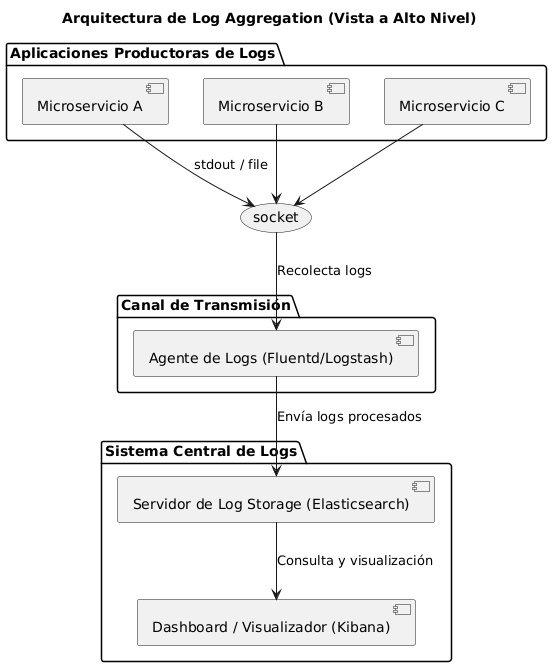 Arquitectura de Log Aggregation (Vista a Alto Nivel)
Aplicaciones Productoras de Logs
Microservicio A
Microservicio B
Microservicio C
stdout / file
socket
Recolecta logs
Canal de Transmisión
Agente de Logs (Fluentd/Logstash)
Envía logs procesados
Sistema Central de Logs
Servidor de Log Storage (Elasticsearch)
Consulta y visualización
Dashboard / Visualizador (Kibana)